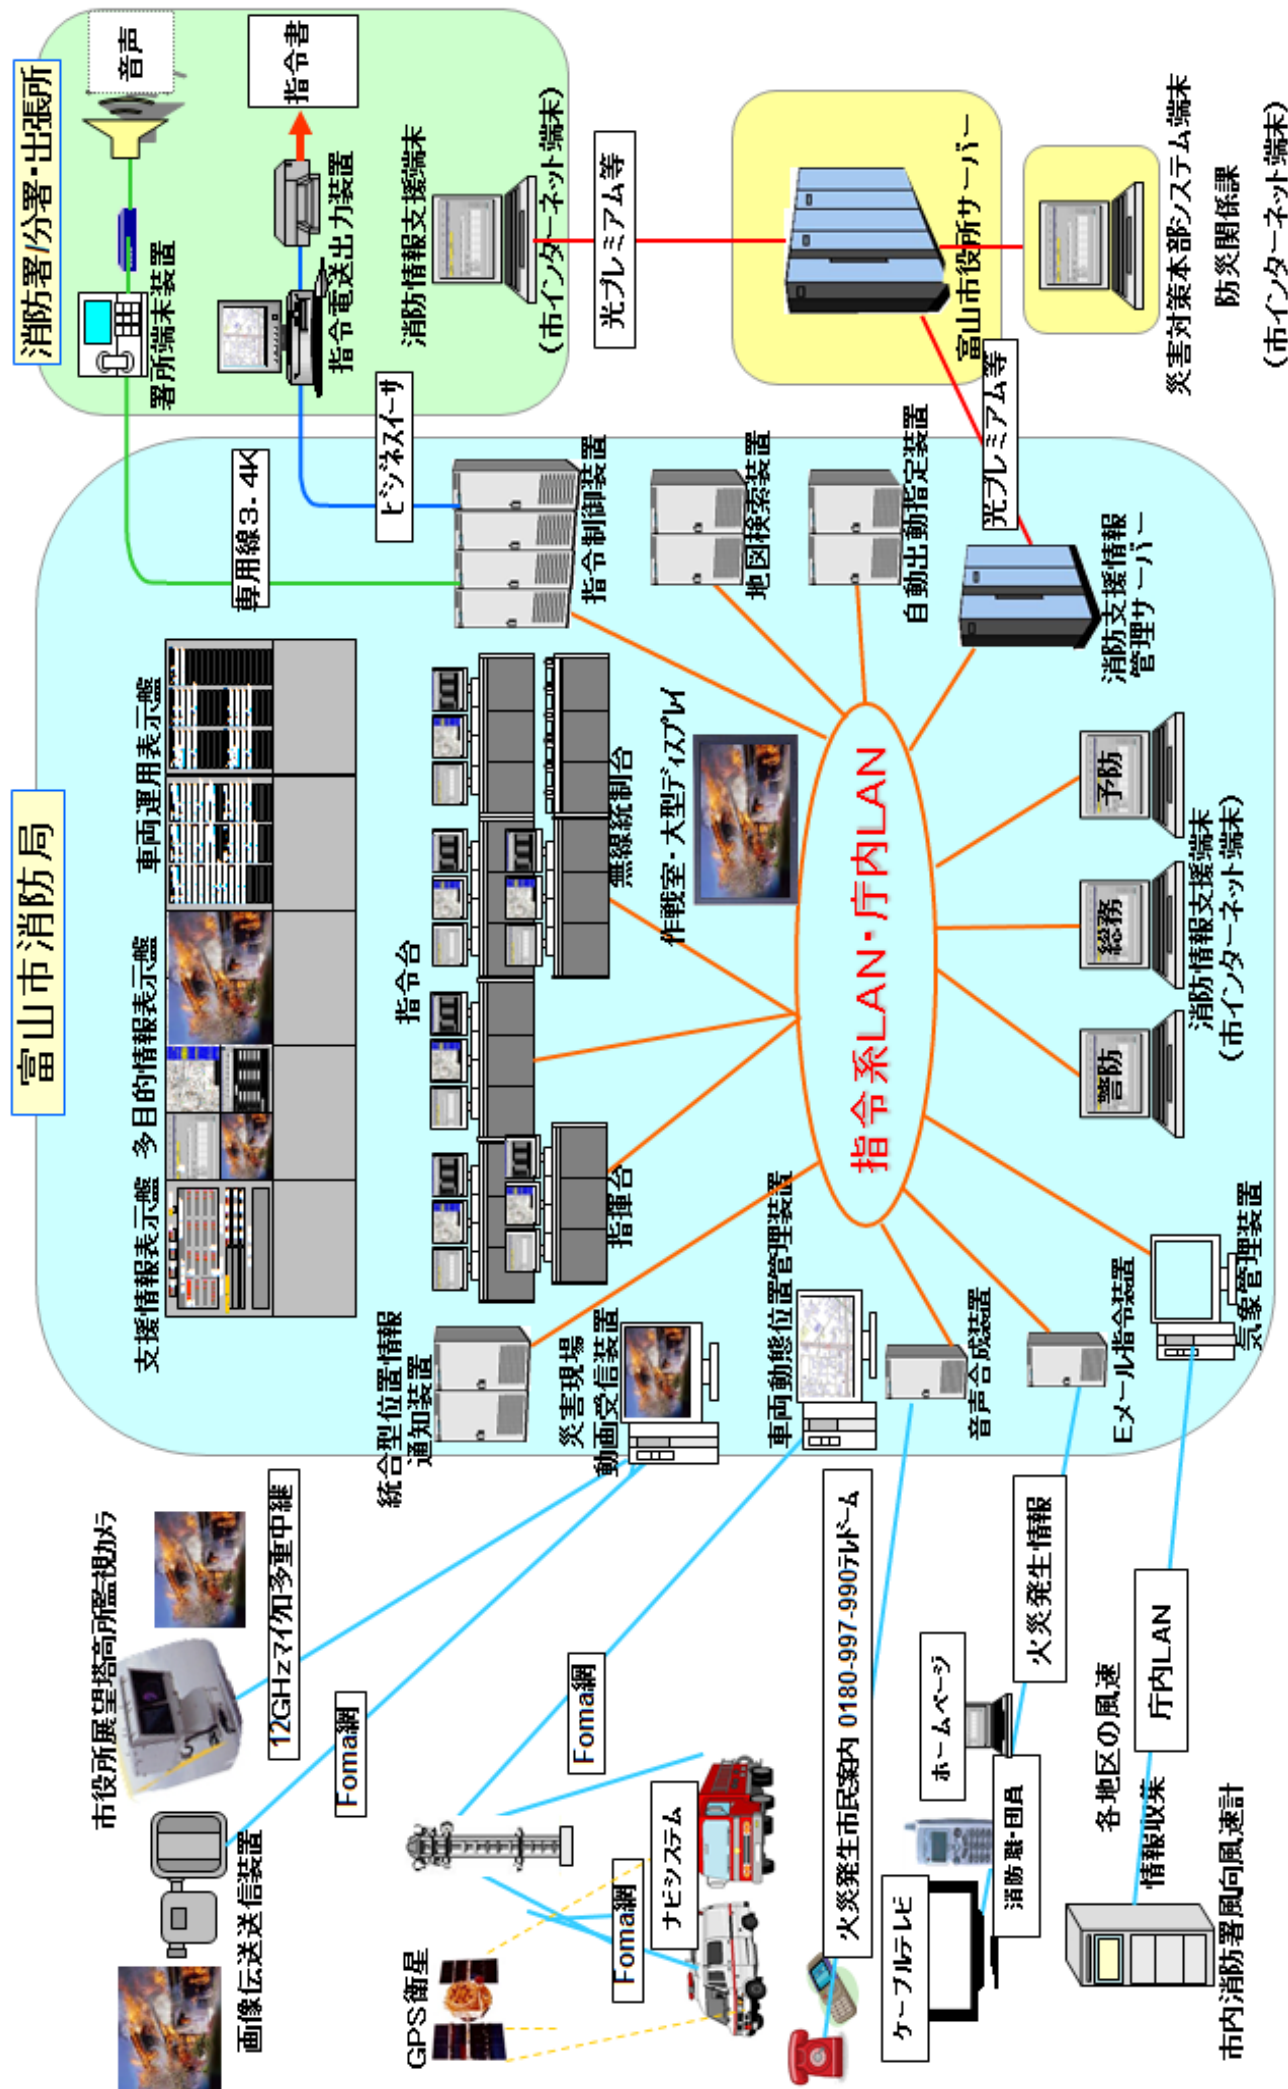 富山市消防局
消防署/分署・出張所
支援情報表示盤
多目的情報表示盤
車両運用表示盤
専用線3.4K
署所端末装置
音声
ビジネスイーサ
指令電送出力装置
指令書
消防情報支援端末
(市インターネット端末)
光プレミアム等
富山市役所サーバー
災害対策本部システム端末
防災関係課
(市インターネット端末)
光プレミアム等
市役所展望塔高所監視カメラ
12GHzマイクロ多重中継
画像伝送送信装置
Foma網
統合型位置情報
通知装置
指令台
指揮台
無線統制台
指令制御装置
災害現場
動画受信装置
作戦室・大型ディスプレイ
地図検索装置
GPS衛星
Foma網
Foma網
ナビシステム
車両動態位置管理装置
指令系LAN・庁内LAN
自動出動指定装置
火災発生市民案内 0180-997-990テレドーム
音声合成装置
消防支援情報
管理サーバー
ケーブルテレビ
ホームページ
消防職・団員
火災発生情報
Eメール指令装置
警防
総務
予防
消防情報支援端末
(市インターネット端末)
各地区の風速
情報収集
庁内LAN
気象管理装置
市内消防署風向風速計